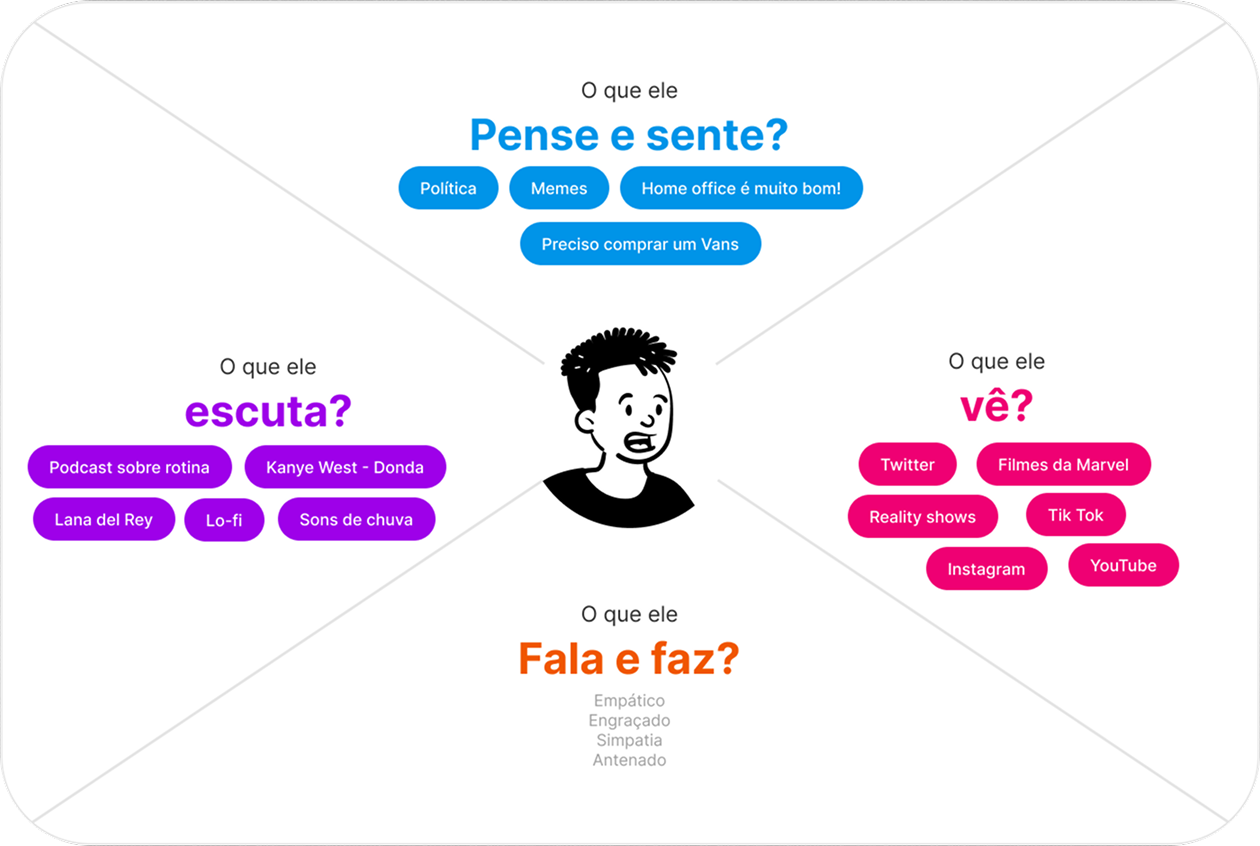 O que ele
Pense e sente?
Política Memes Home office é muito bom!
Preciso comprar um Vans
O que ele
escuta?
Podcast sobre rotina Kanye West - Donda
Lana del Rey Lo-fi Sons de chuva
O que ele
vê?
Twitter Filmes da Marvel
Reality shows Tik Tok
Instagram YouTube
O que ele
Fala e faz?
Empático
Engraçado
Simpatia
Antenado